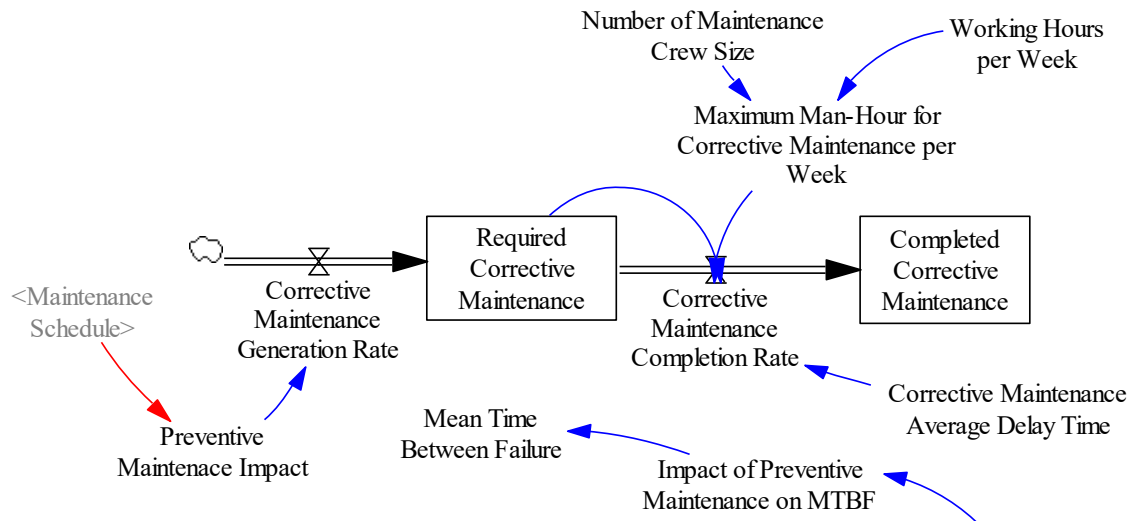 Number of Maintenance
Crew Size
Working Hours
per Week
Maximum Man-Hour for
Corrective Maintenance per
Week
Required
Corrective
Maintenance
Completed
Corrective
Maintenance
<Maintenance
Schedule>
Corrective
Maintenance
Generation Rate
Corrective
Maintenance
Completion Rate
Corrective Maintenance
Average Delay Time
Mean Time
Between Failure
Preventive
Maintenace Impact
Impact of Preventive
Maintenance on MTBF